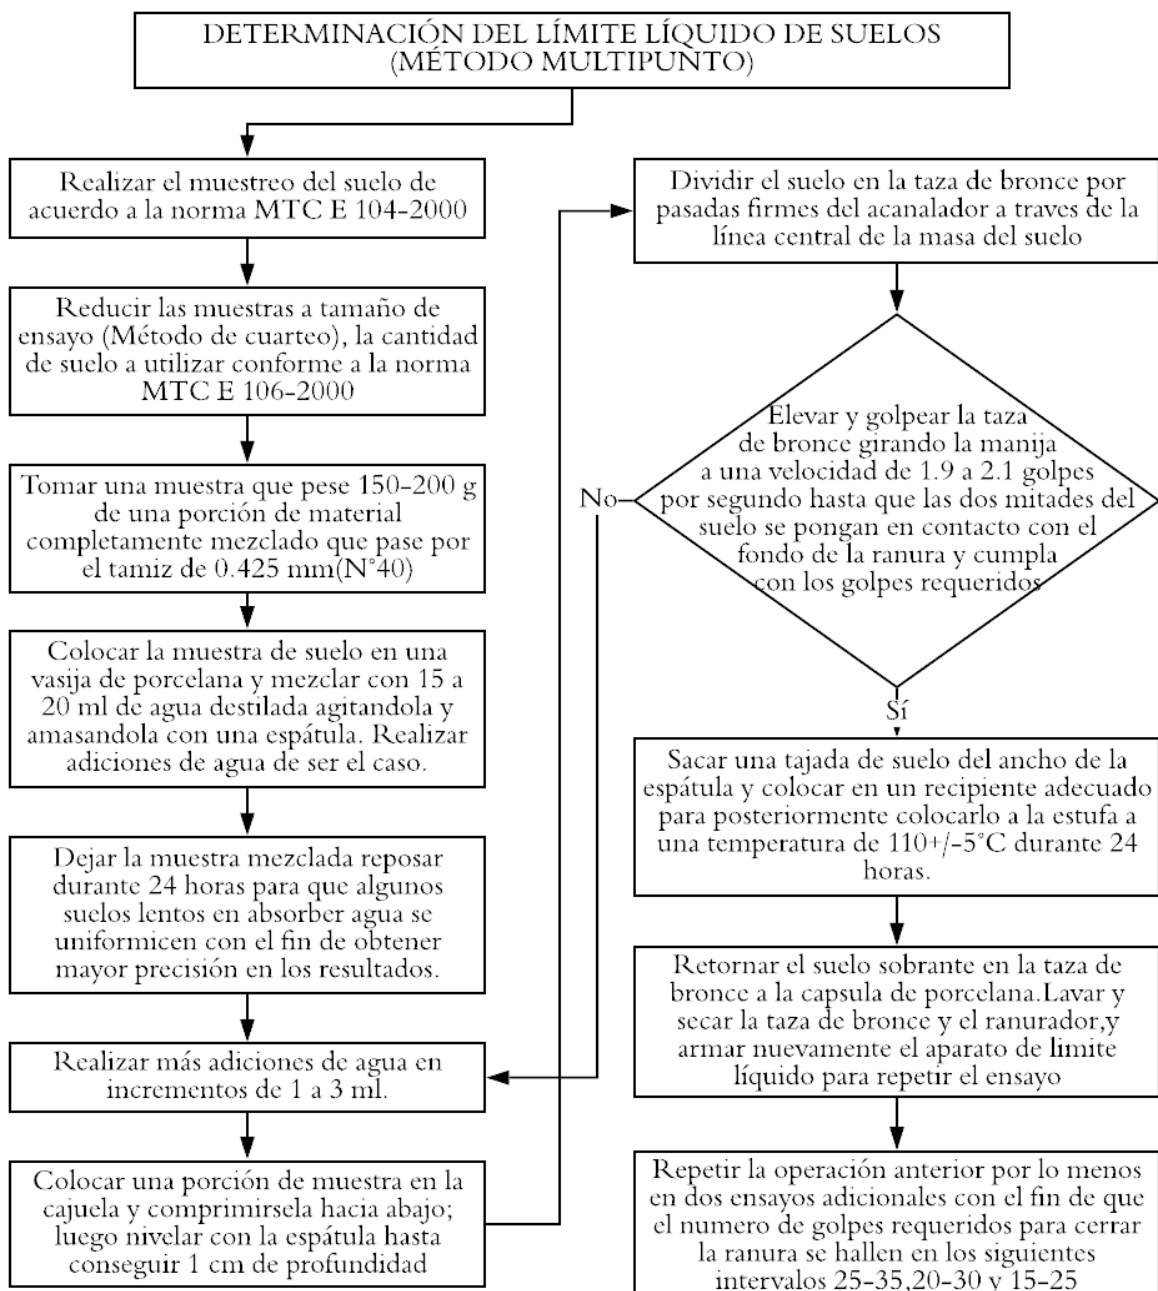 DETERMINACIÓN DEL LÍMITE LÍQUIDO DE SUELOS
(MÉTODO MULTIPUNTO)
Realizar el muestreo del suelo de
acuerdo a la norma MTC E 104-2000
Reducir las muestras a tamaño de
ensayo (Método de cuarteo), la cantidad
de suelo a utilizar conforme a la norma
MTC E 106-2000
Tomar una muestra que pese 150-200 g
de una porción de material
completamente mezclado que pase por
el tamiz de 0.425 mm(N°40)
Colocar la muestra de suelo en una
vasija de porcelana y mezclar con 15 a
20 ml de agua destilada agitandola y
amasandola con una espátula. Realizar
adiciones de agua de ser el caso.
Dejar la muestra mezclada reposar
durante 24 horas para que algunos
suelos lentos en absorber agua se
uniformicen con el fin de obtener
mayor precisión en los resultados.
Realizar más adiciones de agua en
incrementos de 1 a 3 ml.
Colocar una porción de muestra en la
cajuela y comprimirsela hacia abajo;
luego nivelar con la espátula hasta
conseguir 1 cm de profundidad
Dividir el suelo en la taza de bronce por
pasadas firmes del acanalador a traves de la
línea central de la masa del suelo
Elevar y golpear la taza
de bronce girando la manija
a una velocidad de 1.9 a 2.1 golpes
por segundo hasta que las dos mitades del
suelo se pongan en contacto con el
fondo de la ranura y cumpla
con los golpes requeridos
No
Sí
Sacar una tajada de suelo del ancho de la
espátula y colocar en un recipiente adecuado
para posteriormente colocarlo a la estufa a
una temperatura de 110+/-5°C durante 24
horas.
Retornar el suelo sobrante en la taza de
bronce a la capsula de porcelana.Lavar y
secar la taza de bronce y el ranurador,y
armar nuevamente el aparato de limite
líquido para repetir el ensayo
Repetir la operación anterior por lo menos
en dos ensayos adicionales con el fin de que
el numero de golpes requeridos para cerrar
la ranura se hallen en los siguientes
intervalos 25-35,20-30 y 15-25